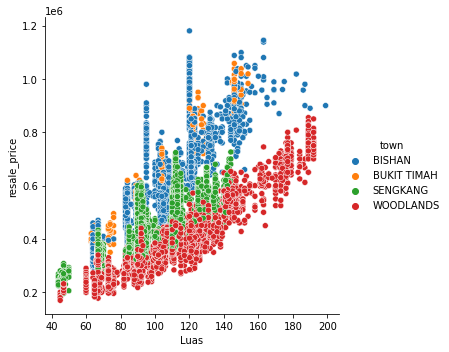 1e6
1.2
1.0
0.8
0.6
0.4
0.2
resale_price
40 60 80 100 120 140 160 180 200
Luas
town
BISHAN
BUKIT TIMAH
SENGKANG
WOODLANDS